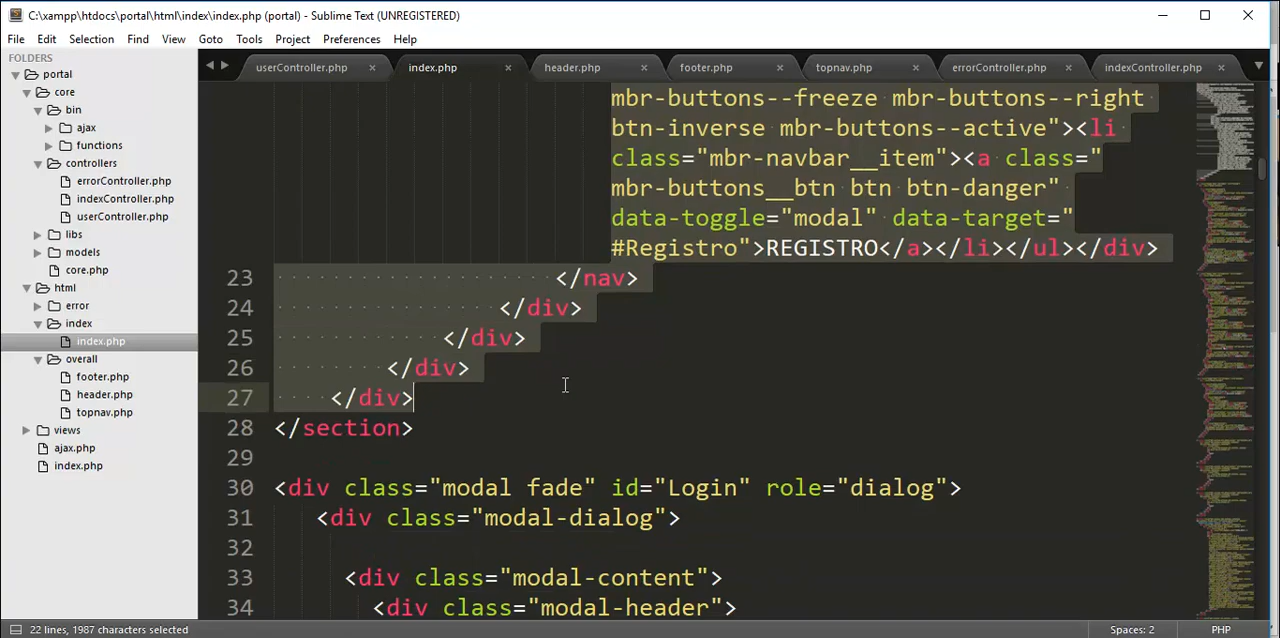 C:\xampp\htdocs\portal\html\index\index.php (portal) - Sublime Text (UNREGISTERED)
File Edit Selection Find View Goto Tools Project Preferences Help
FOLDERS
portal
core
bin
ajax
functions
controllers
errorController.php
indexController.php
userController.php
libs
models
core.php
html
error
index
index.php
overall
footer.php
header.php
topnav.php
views
ajax.php
index.php
userController.php × index.php × header.php × footer.php × topnav.php × errorController.php × indexController.php ×
mbr-buttons--freeze mbr-buttons--right
btn-inverse mbr-buttons--active"><li
class="mbr-navbar__item"><a class="
mbr-buttons__btn btn btn-danger"
data-toggle="modal" data-target="
#Registro">REGISTRO</a></li></ul></div>
23 </nav>
24 </div>
25 </div>
26 </div>
27 </div>
28 </section>
29
30 <div class="modal fade" id="Login" role="dialog">
31 <div class="modal-dialog">
32
33 <div class="modal-content">
34 <div class="modal-header">
22 lines, 1987 characters selected
Spaces: 2 PHP